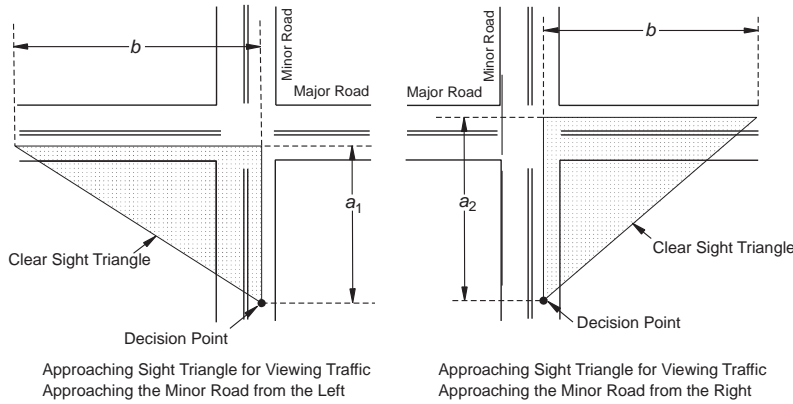 b
Minor Road
Major Road
a1
Clear Sight Triangle
Decision Point
Approaching Sight Triangle for Viewing Traffic
Approaching the Minor Road from the Left
b
Minor Road
Major Road
a2
Clear Sight Triangle
Decision Point
Approaching Sight Triangle for Viewing Traffic
Approaching the Minor Road from the Right